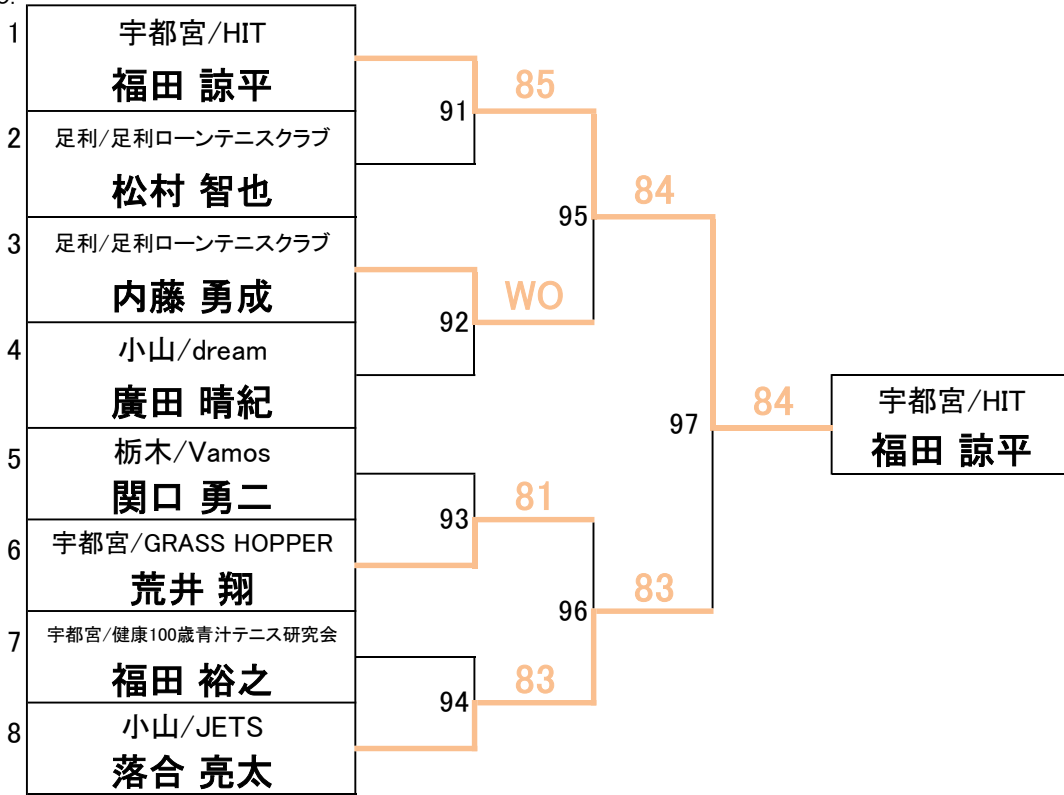 1
宇都宮/HIT
福田 諒平
2
足利/足利ローンテニスクラブ
松村 智也
3
足利/足利ローンテニスクラブ
内藤 勇成
4
小山/dream
廣田 晴紀
5
栃木/Vamos
関口 勇二
6
宇都宮/GRASS HOPPER
荒井 翔
7
宇都宮/健康100歳青汁テニス研究会
福田 裕之
8
小山/JETS
落合 亮太
91
85
92
WO
93
81
94
83
95
84
96
83
97
84
宇都宮/HIT
福田 諒平